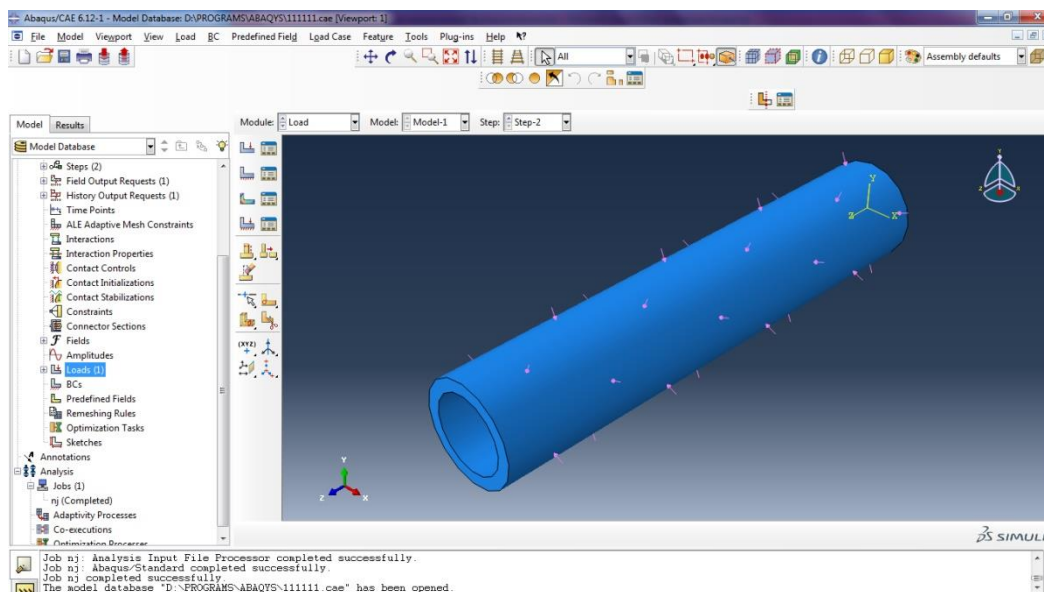 Abaqus/CAE 6.12-1 - Model Database: D:\PROGRAMS\ABAQYS\111111.cae [Viewport: 1]
File Model Viewport View Load BC Predefined Field Load Case Feature Tools Plug-ins Help
All
Assembly defaults
Model Results
Module: Load Model: Model-1 Step: Step-2
Model Database
Steps (2)
Field Output Requests (1)
History Output Requests (1)
Time Points
ALE Adaptive Mesh Constraints
Interactions
Interaction Properties
Contact Controls
Contact Initializations
Contact Stabilizations
Constraints
Connector Sections
Fields
Amplitudes
Loads (1)
BCs
Predefined Fields
Remeshing Rules
Optimization Tasks
Sketches
Annotations
Analysis
Jobs (1)
nj (Completed)
Adaptivity Processes
Co-executions
Optimization Processes
(XYZ)
Y
Z
X
Y
Z
X
SIMULI
Job nj: Analysis Input File Processor completed successfully.
Job nj: Abaqus/Standard completed successfully.
Job nj completed successfully.
The model database "D:\PROGRAMS\ABAQYS\111111.cae" has been opened.